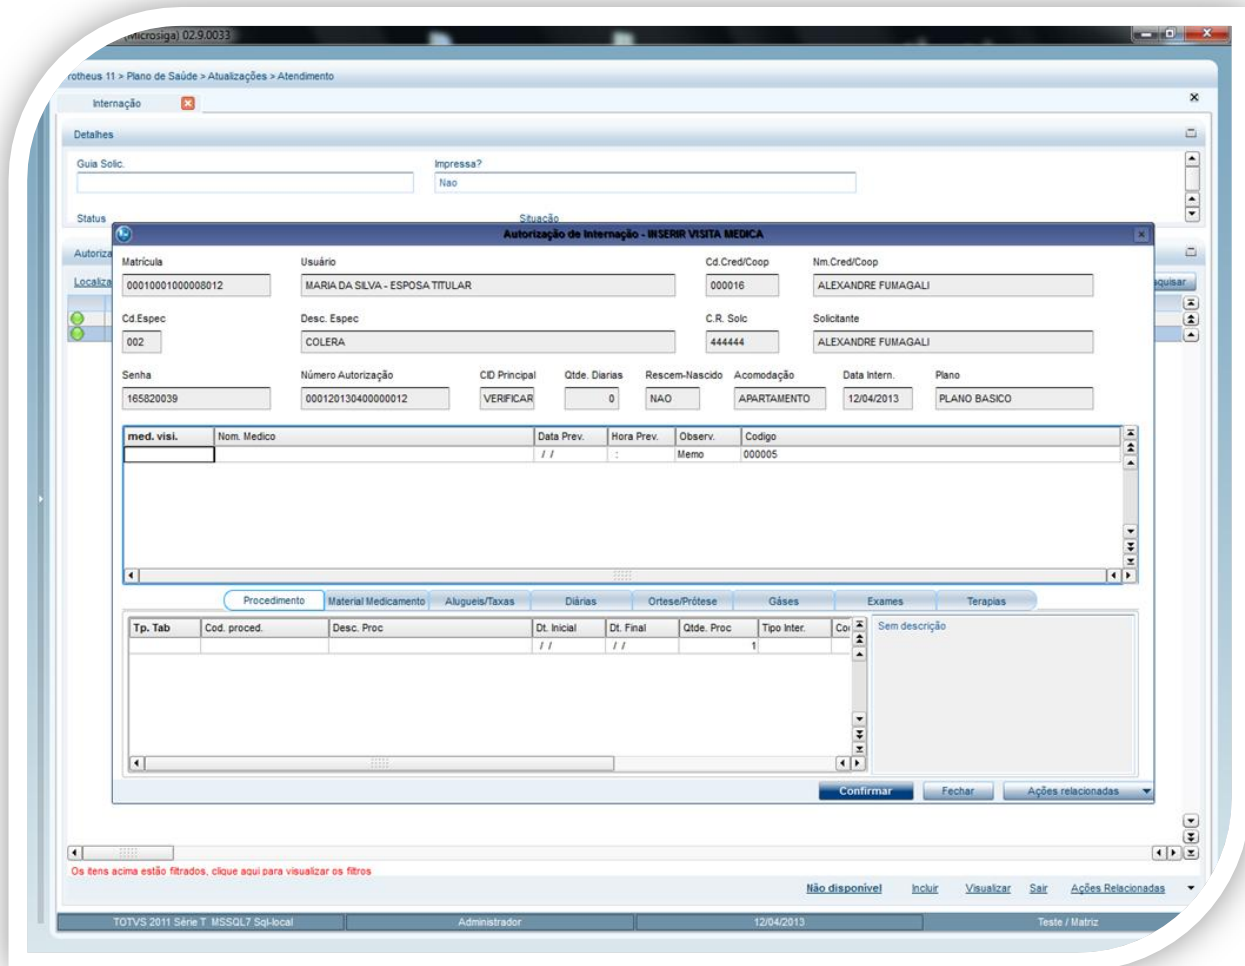 (Microsiga) 02.9.0033
rotheus 11 > Plano de Saúde > Atualizações > Atendimento
Internação
Detalhes
Guia Solic. Impressa?
Nao
Status Situação
Autorização de Internação - INSERIR VISITA MEDICA
Autoriza
Localiza
quisar
Matrícula Usuário Cd.Cred/Coop Nm.Cred/Coop
00010001000008012 MARIA DA SILVA - ESPOSA TITULAR 000016 ALEXANDRE FUMAGALI
Cd.Espec Desc. Espec C.R. Solc Solicitante
002 COLERA 444444 ALEXANDRE FUMAGALI
Senha Número Autorização CID Principal Qtde. Diarias Rescem-Nascido Acomodação Data Intern. Plano
165820039 000120130400000012 VERIFICAR 0 NAO APARTAMENTO 12/04/2013 PLANO BASICO
med. visi. Nom. Medico Data Prev. Hora Prev. Observ. Codigo
/ / : Memo 000005
Procedimento Material Medicamento Alugueis/Taxas Diárias Ortese/Prótese Gáses Exames Terapias
Tp. Tab Cod. proced. Desc. Proc Dt. Inicial Dt. Final Qtde. Proc Tipo Inter. Co
/ / / / 1
Sem descrição
Confirmar Fechar Ações relacionadas
Os itens acima estão filtrados, clique aqui para visualizar os filtros
Não disponível Incluir Visualizar Sair Ações Relacionadas
TOTVS 2011 Série T MSSQL7 Sql-local Administrador 12/04/2013 Teste / Matriz